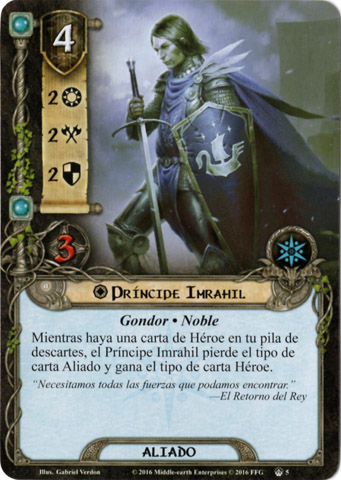 4
2
2
2
3
Príncipe Imrahil
Gondor • Noble
Mientras haya una carta de Héroe en tu pila de
descartes, el Príncipe Imrahil pierde el tipo de
carta Aliado y gana el tipo de carta Héroe.
“Necesitamos todas las fuerzas que podamos encontrar.”
—El Retorno del Rey
ALIADO
Illus. Gabriel Verdon © 2016 Middle-earth Enterprises © 2016 FFG 5